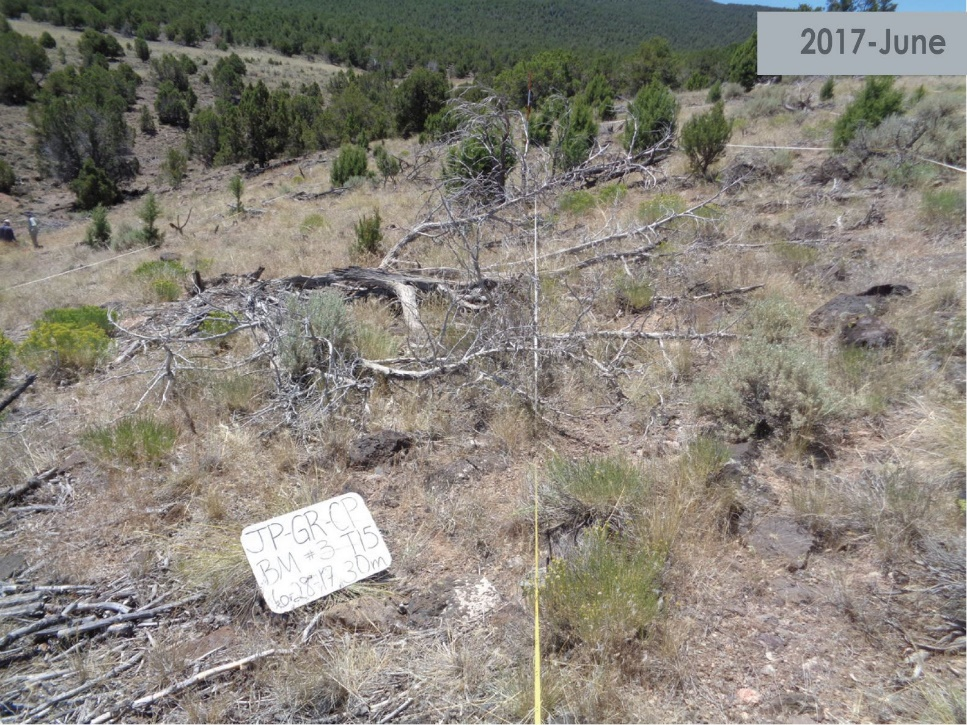 2017-June
JP-GR-CP
BM #3 T15
6-28-17 30m